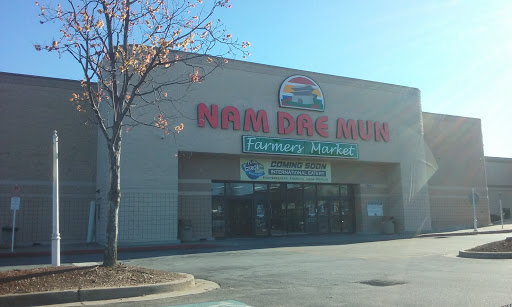 NAM DAE MUN
Farmers Market
COMING SOON
INTERNATIONAL EATERY